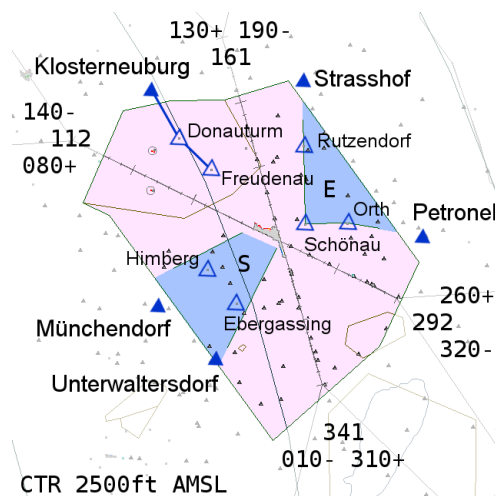 130+ 190-
161
Klosterneuburg
Strasshof
140-
112
080+
Donauturm
Rutzendorf
Freudenau
E
Orth
Petronel
Schönau
Himberg
S
260+
292
320-
Münchendorf
Ebergassing
Unterwaltersdorf
341
010- 310+
CTR 2500ft AMSL